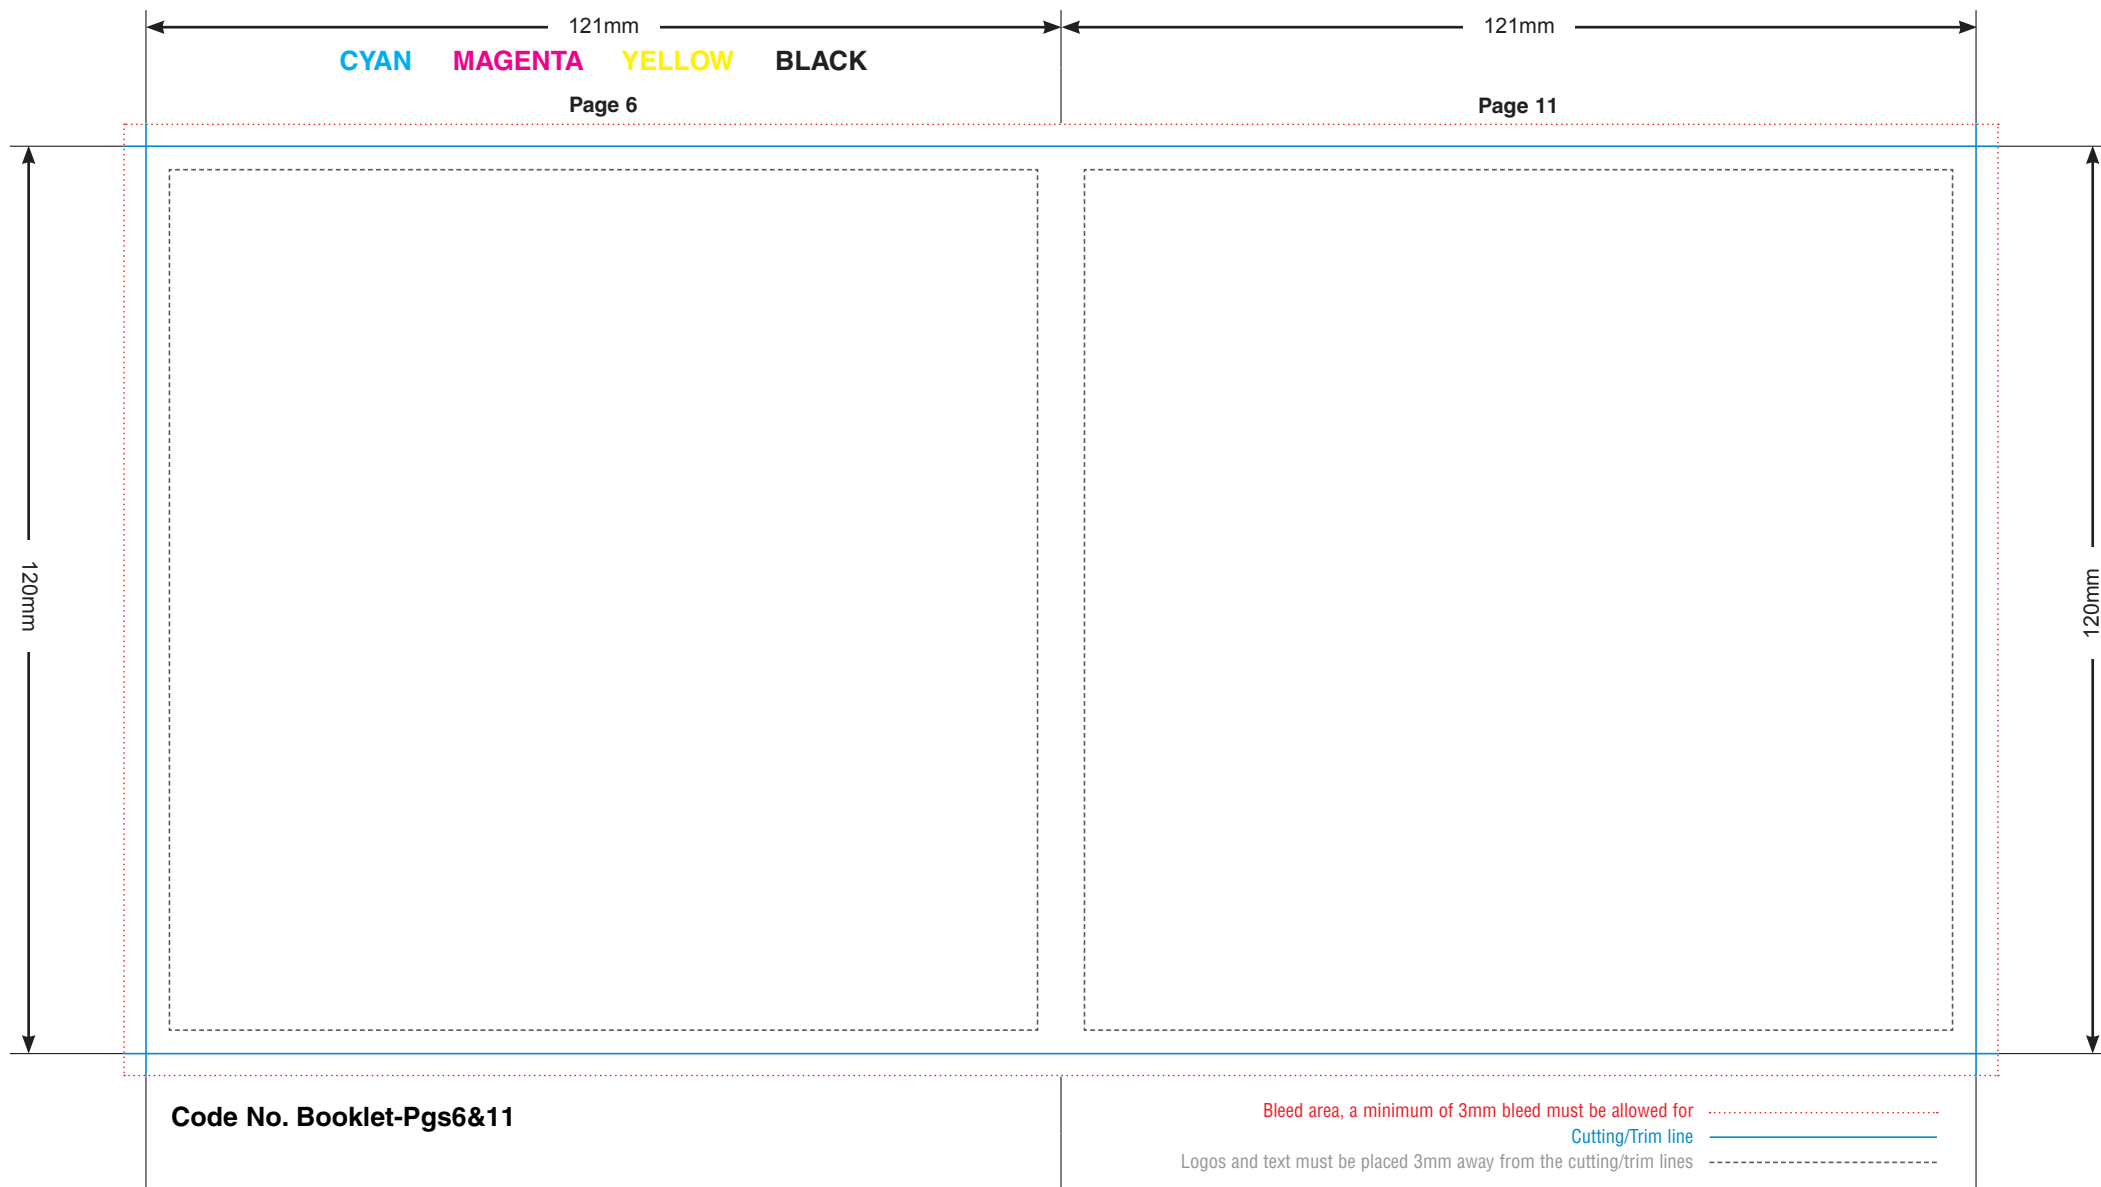 121mm
121mm
CYAN MAGENTA YELLOW BLACK
Page 6
Page 11
120mm
120mm
Code No. Booklet-Pgs6&11
Bleed area, a minimum of 3mm bleed must be allowed for
Cutting/Trim line
Logos and text must be placed 3mm away from the cutting/trim lines